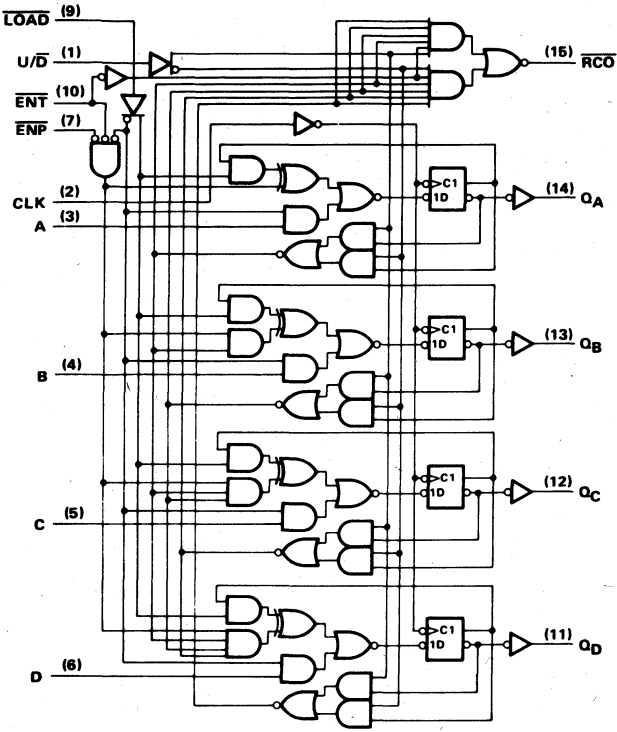 LOAD (9)
U/D (1)
(15) RCO
(10)
ENT
ENP (7)
CLK (2)
C1
1D
(14) QA
A (3)
C1
1D
(13) QB
B (4)
C1
1D
(12) QC
C (5)
C1
1D
(11) QD
D (6)